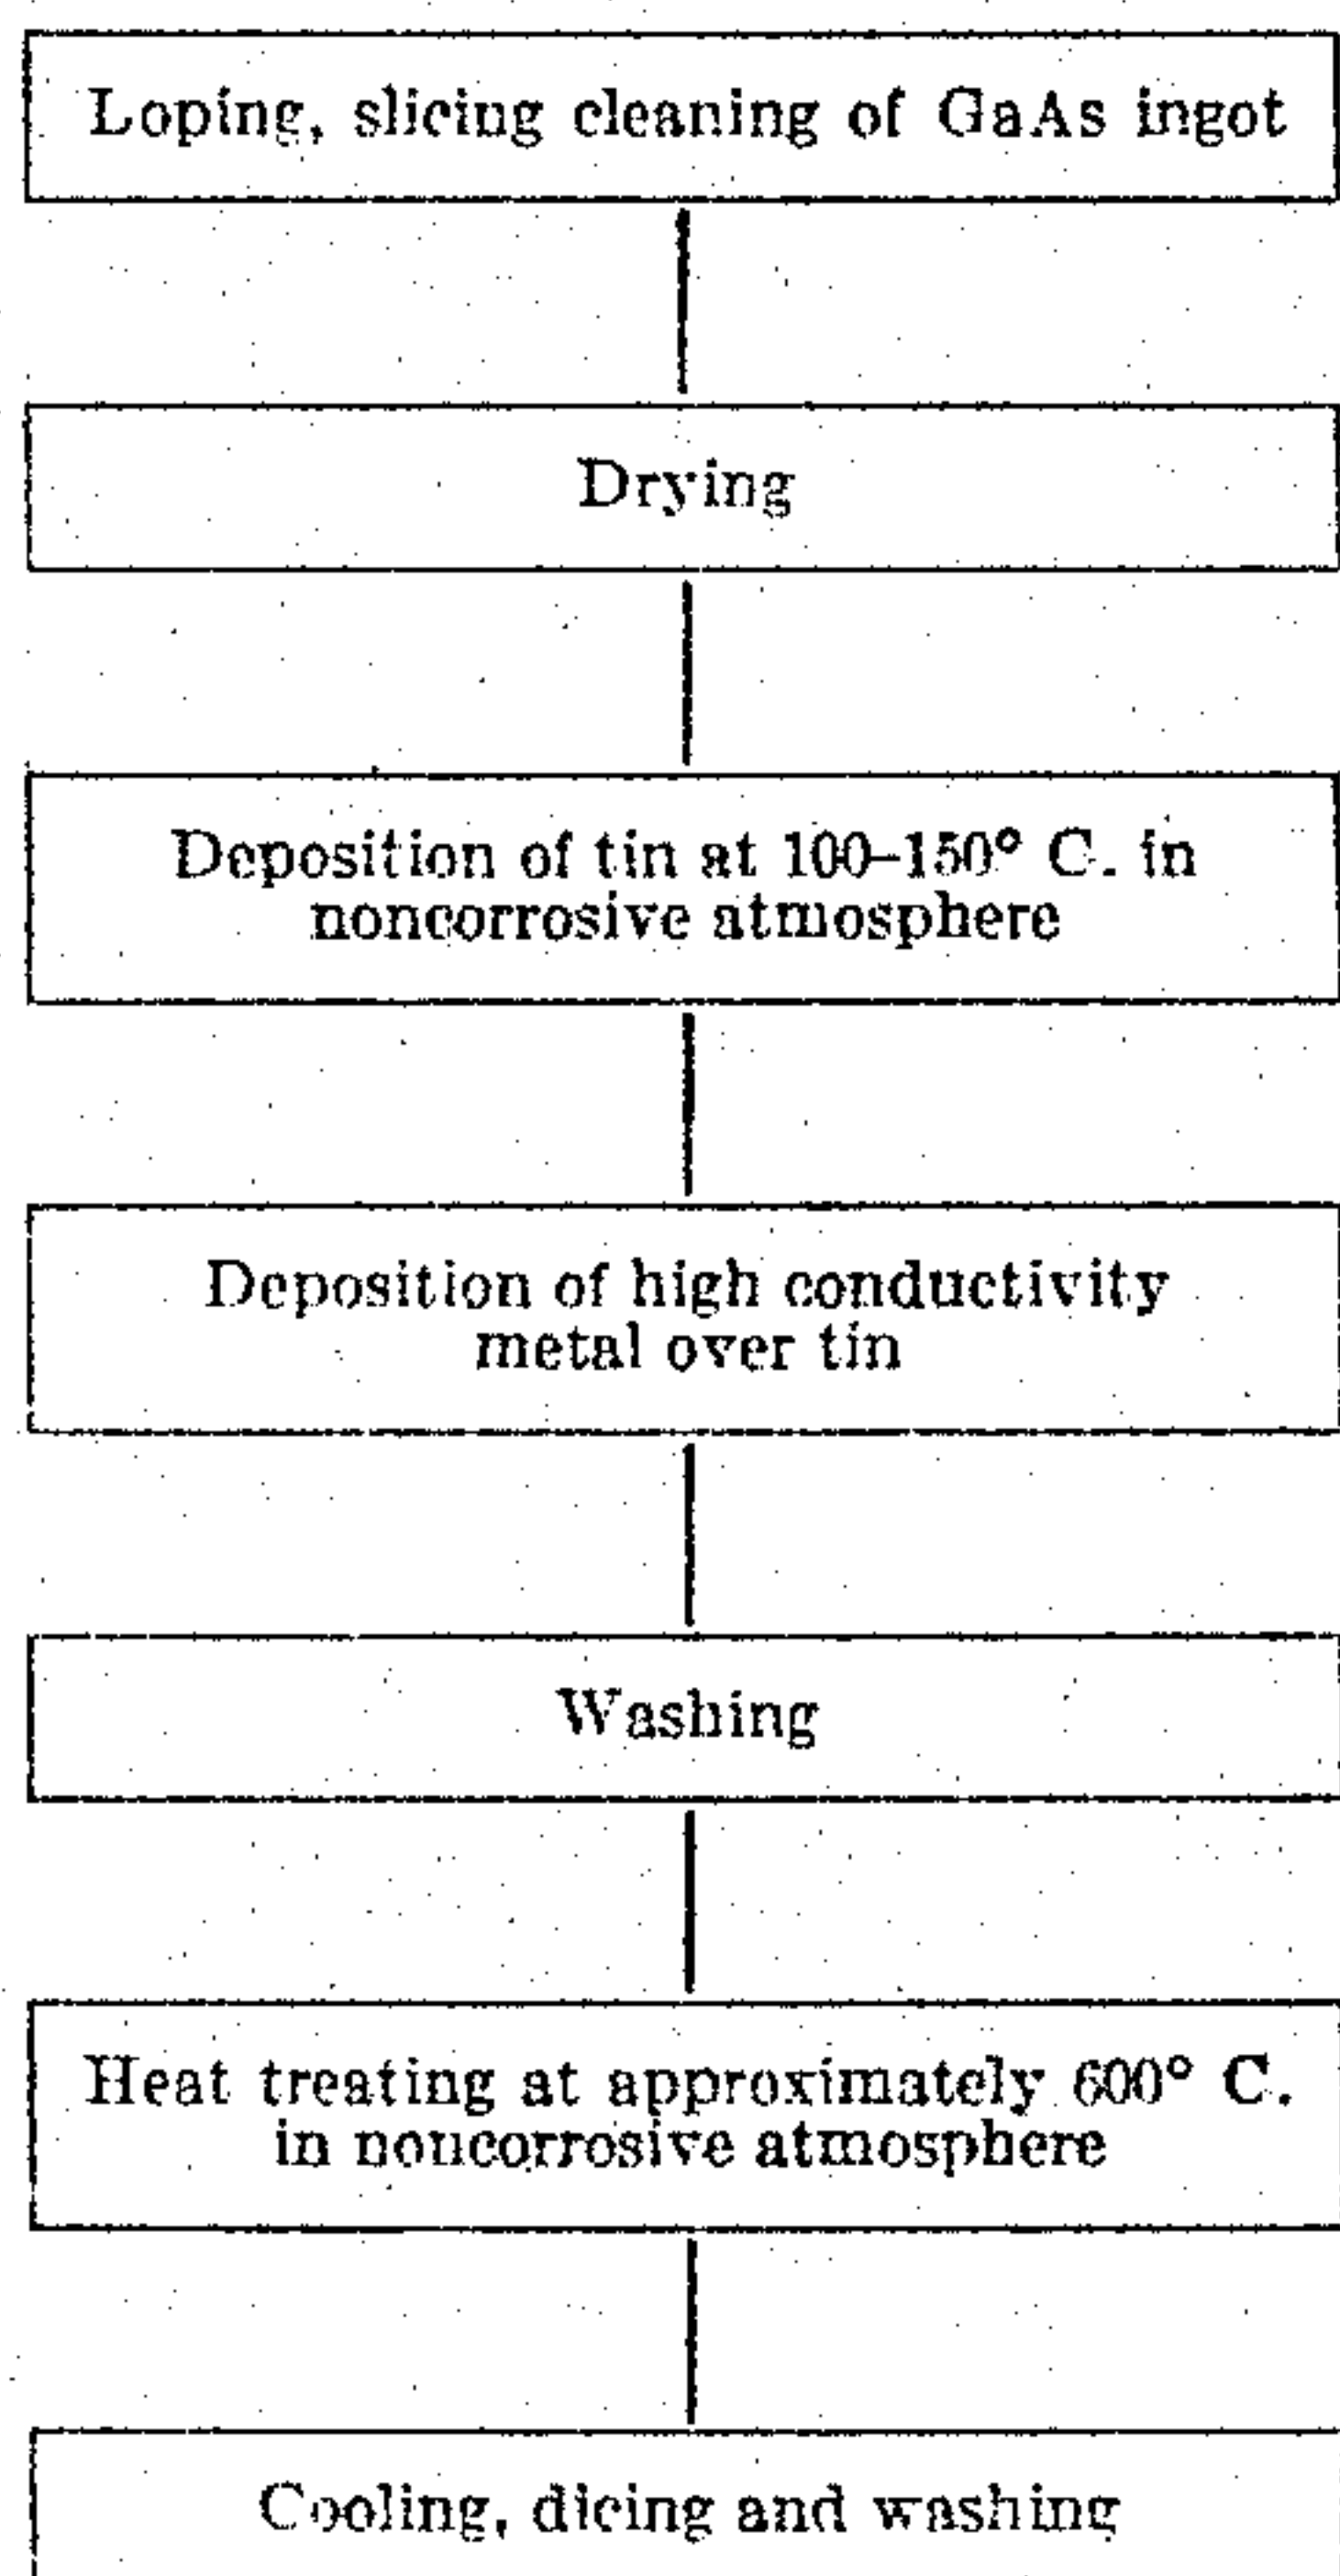 Loping, slicing cleaning of GaAs ingot
Drying
Deposition of tin at 100–150° C. in
noncorrosive atmosphere
Deposition of high conductivity
metal over tin
Washing
Heat treating at approximately 600° C.
in noncorrosive atmosphere
Cooling, dicing and washing